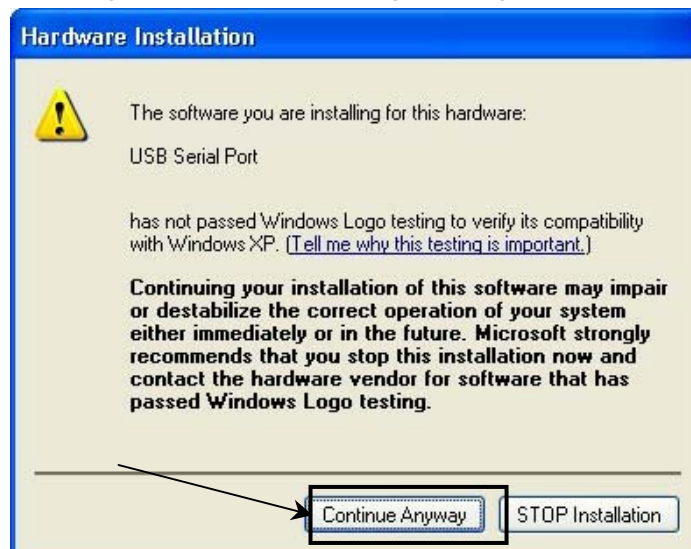 Hardware Installation
The software you are installing for this hardware:
USB Serial Port
has not passed Windows Logo testing to verify its compatibility
with Windows XP. (Tell me why this testing is important.)
Continuing your installation of this software may impair
or destabilize the correct operation of your system
either immediately or in the future. Microsoft strongly
recommends that you stop this installation now and
contact the hardware vendor for software that has
passed Windows Logo testing.
Continue Anyway
STOP Installation